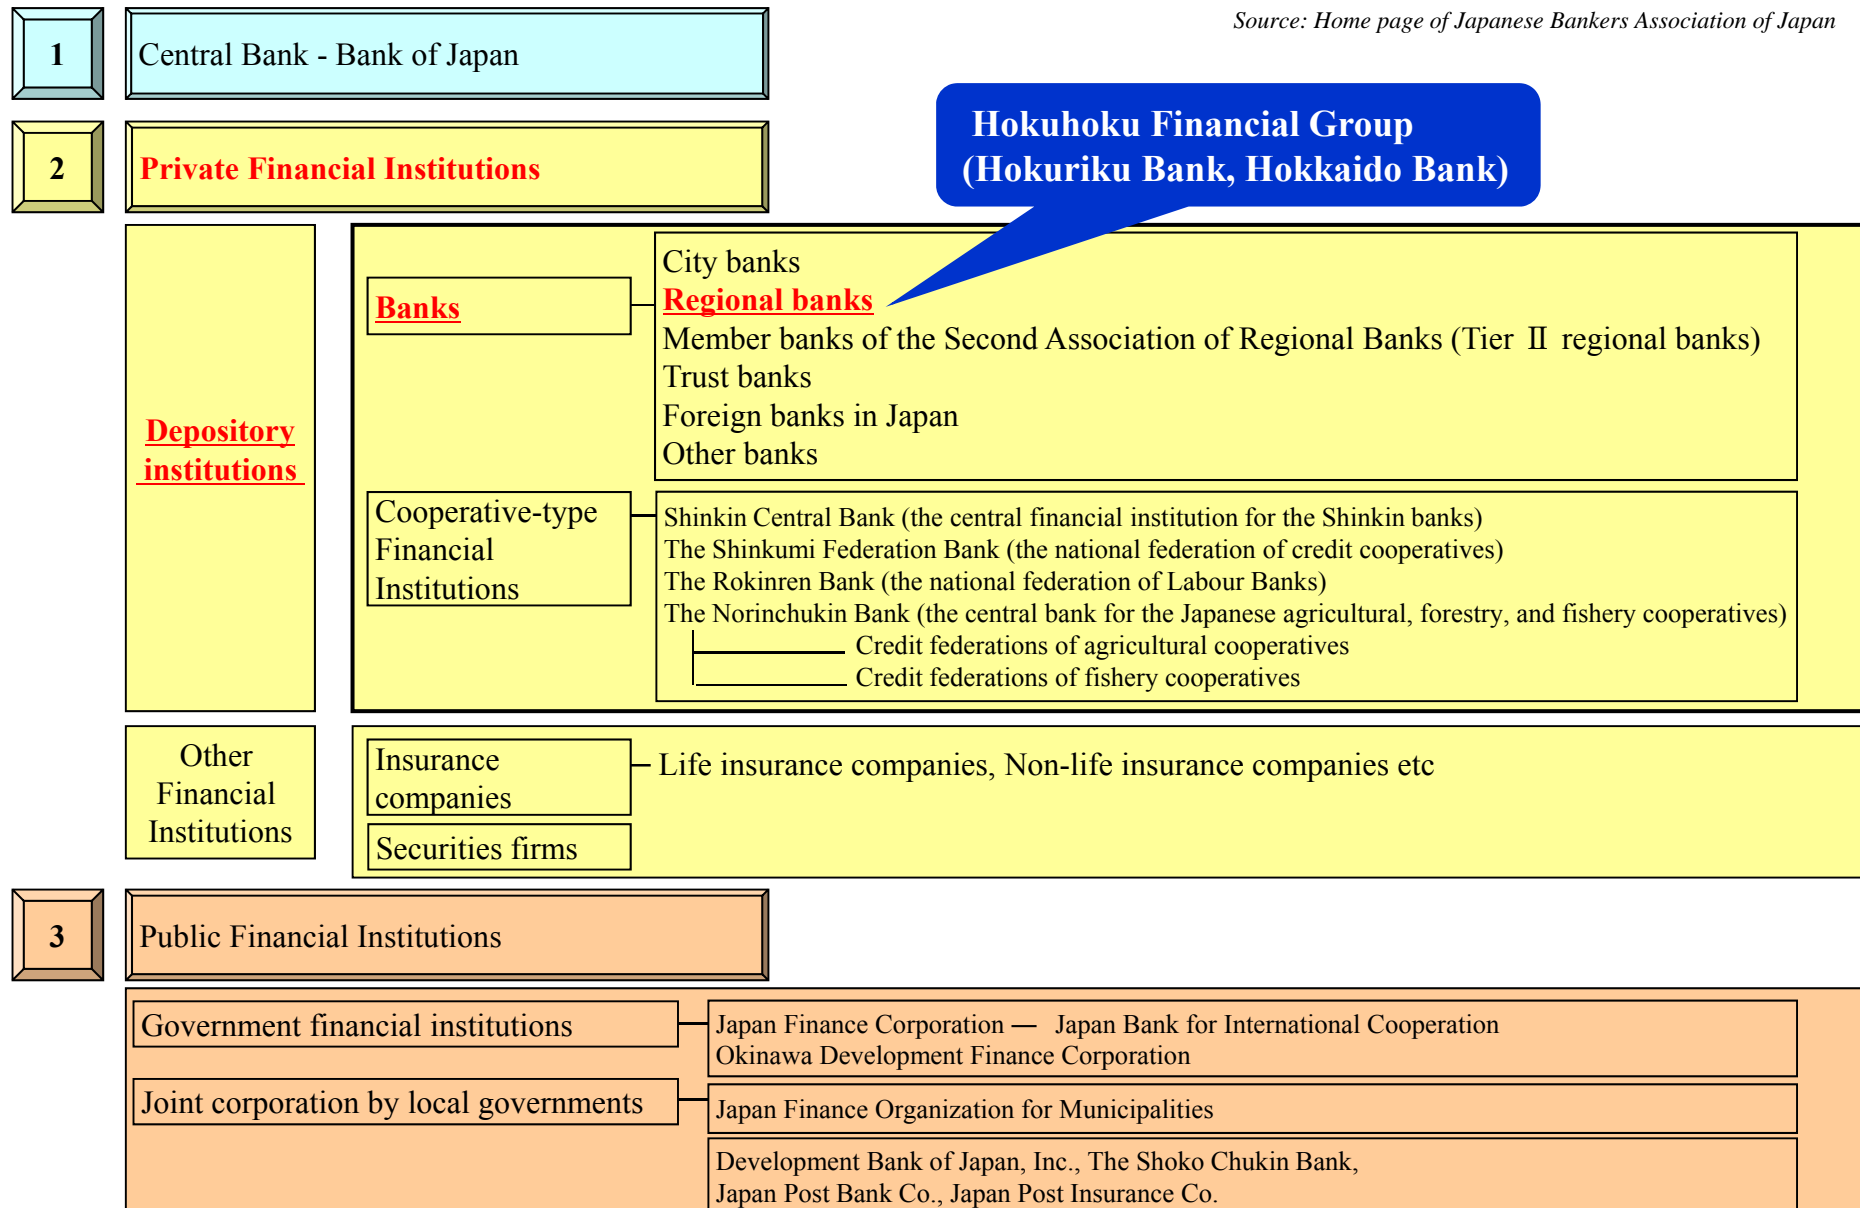 Source: Home page of Japanese Bankers Association of Japan
1
Central Bank - Bank of Japan
Hokuhoku Financial Group
(Hokuriku Bank, Hokkaido Bank)
2
Private Financial Institutions
Depository
institutions
Banks
City banks
Regional banks
Member banks of the Second Association of Regional Banks (Tier Ⅱ regional banks)
Trust banks
Foreign banks in Japan
Other banks
Cooperative-type
Financial
Institutions
Shinkin Central Bank (the central financial institution for the Shinkin banks)
The Shinkumi Federation Bank (the national federation of credit cooperatives)
The Rokinren Bank (the national federation of Labour Banks)
The Norinchukin Bank (the central bank for the Japanese agricultural, forestry, and fishery cooperatives)
Credit federations of agricultural cooperatives
Credit federations of fishery cooperatives
Other
Financial
Institutions
Insurance
companies
Life insurance companies, Non-life insurance companies etc
Securities firms
3
Public Financial Institutions
Government financial institutions
Japan Finance Corporation — Japan Bank for International Cooperation
Okinawa Development Finance Corporation
Joint corporation by local governments
Japan Finance Organization for Municipalities
Development Bank of Japan, Inc., The Shoko Chukin Bank,
Japan Post Bank Co., Japan Post Insurance Co.